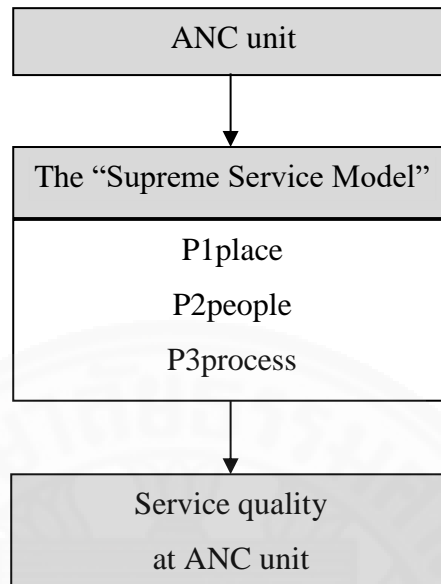 ANC unit
The “Supreme Service Model”
P1place
P2people
P3process
Service quality
at ANC unit